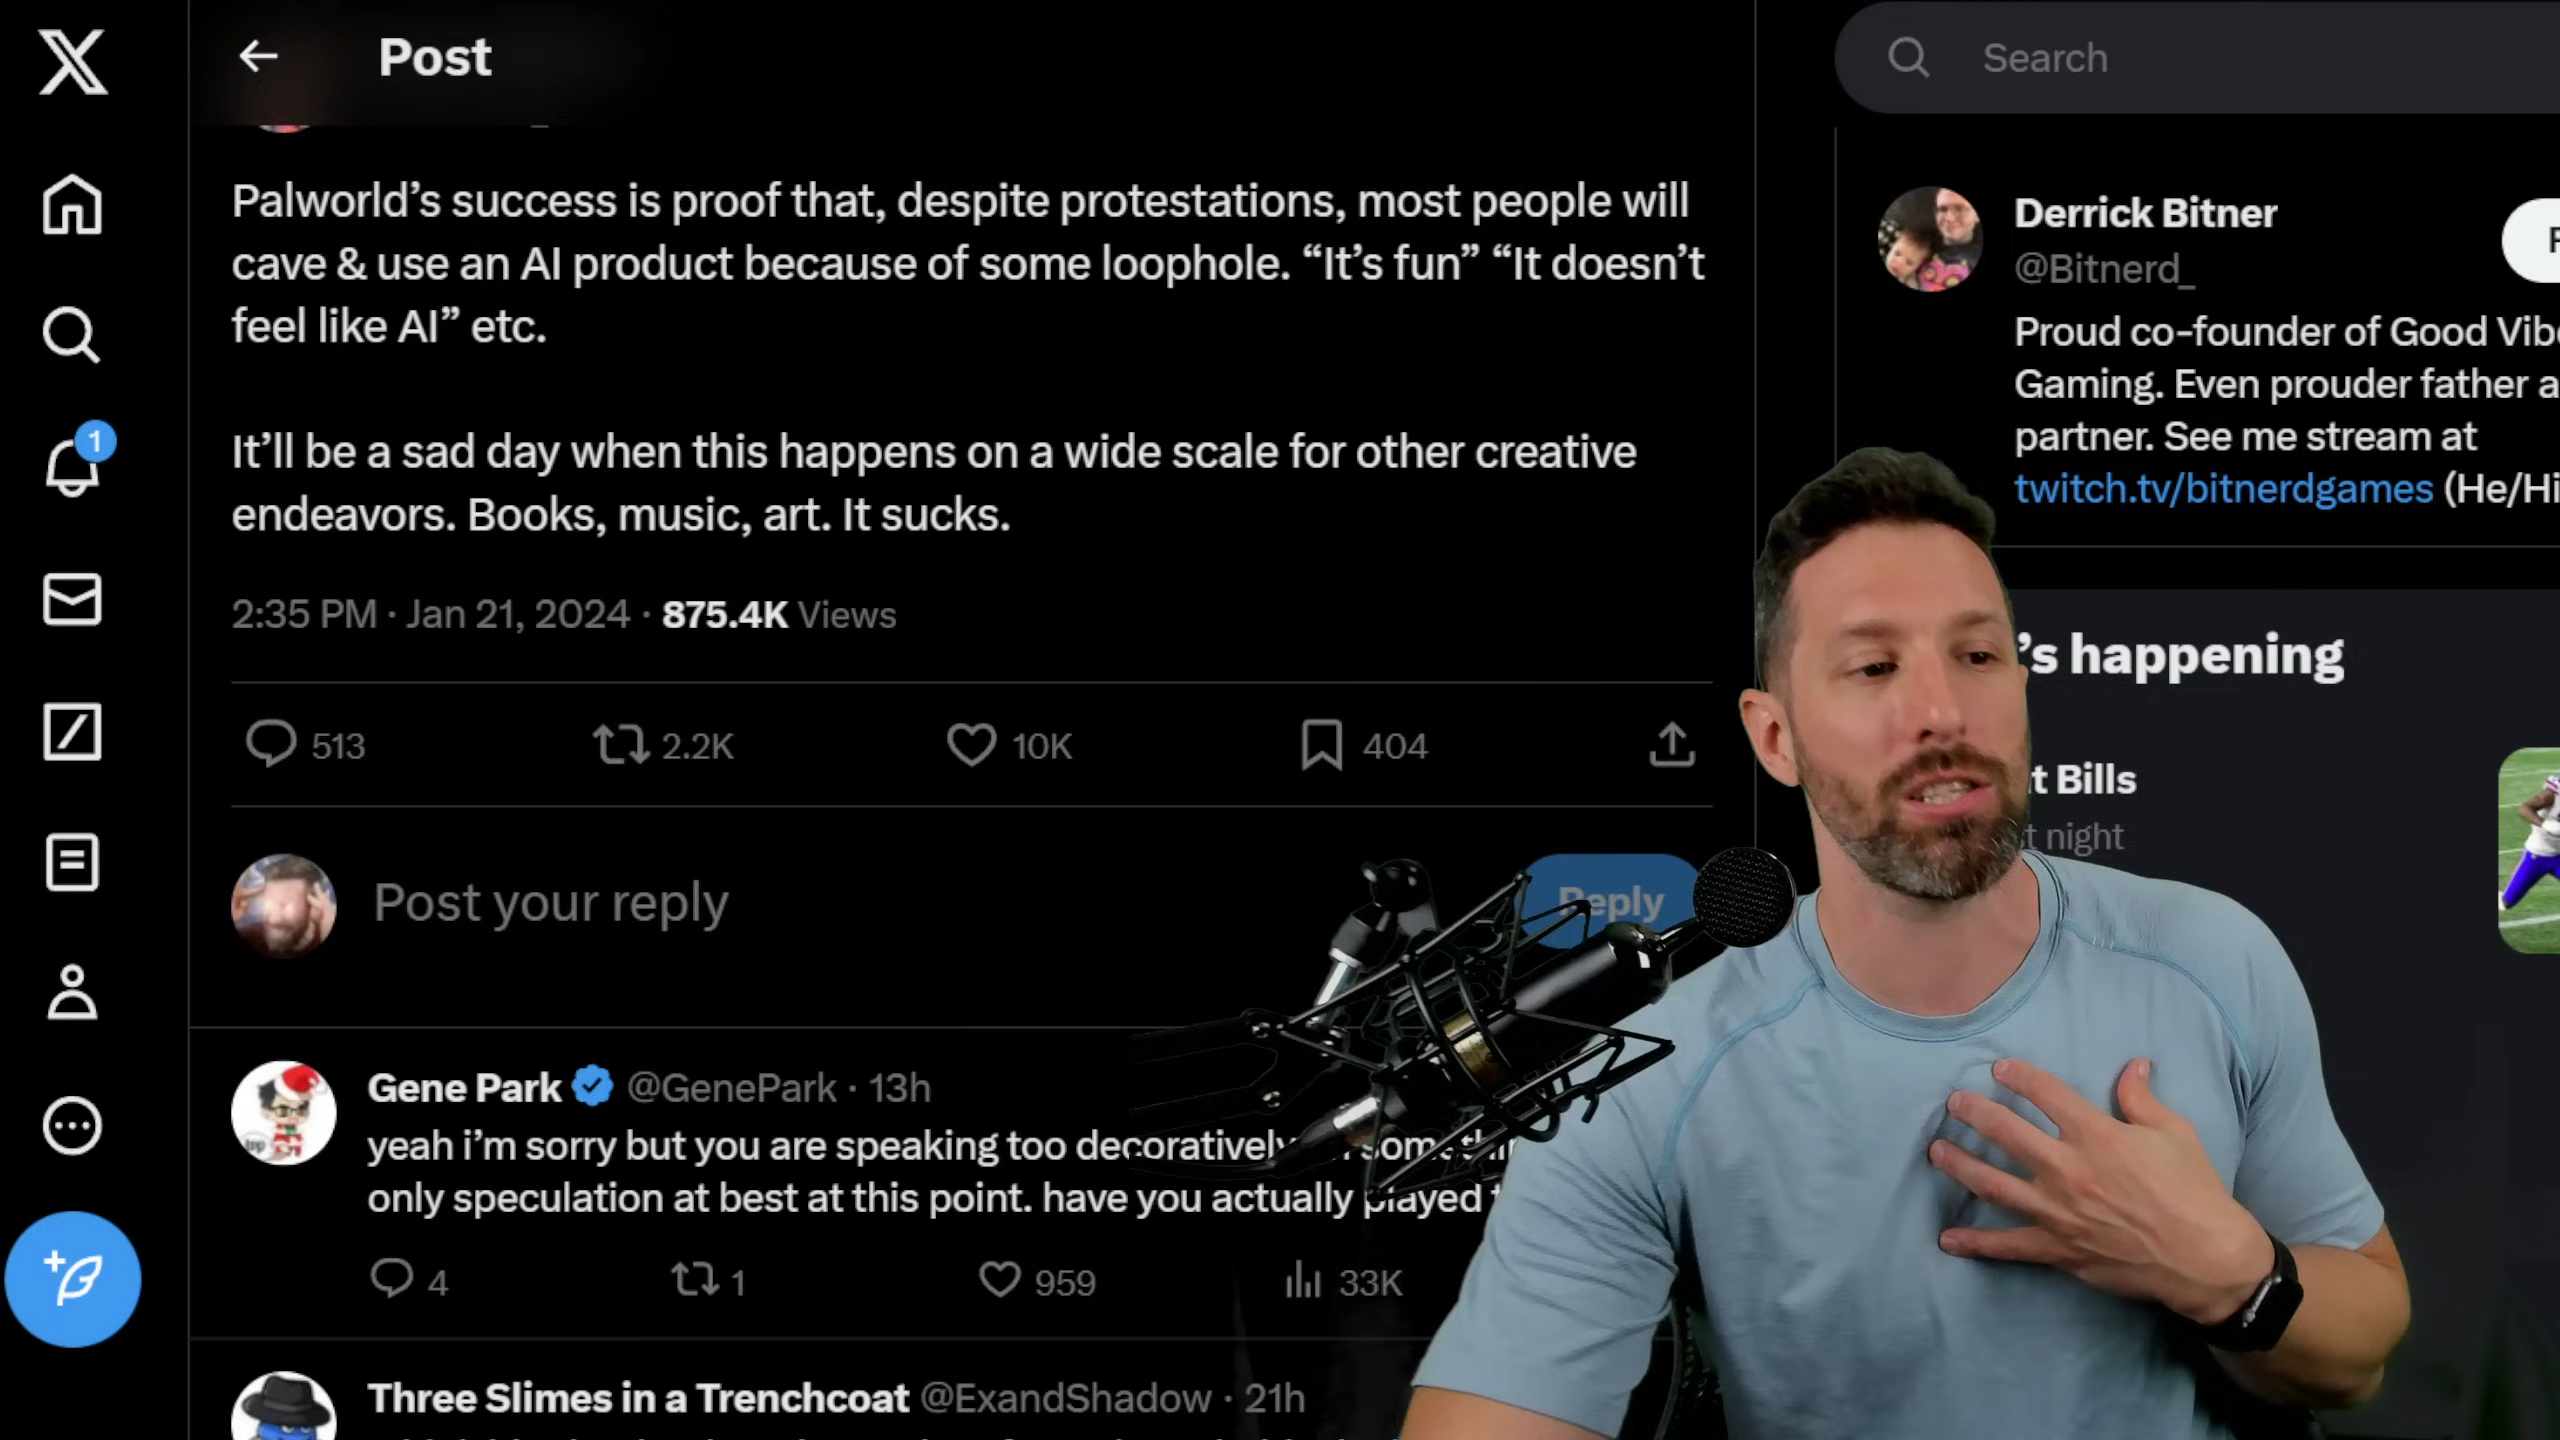 Post
Search
Palworld’s success is proof that, despite protestations, most people will
cave & use an AI product because of some loophole. “It’s fun” “It doesn’t
feel like AI” etc.
It’ll be a sad day when this happens on a wide scale for other creative
endeavors. Books, music, art. It sucks.
2:35 PM · Jan 21, 2024 · 875.4K Views
513 2.2K 10K 404
Post your reply
Reply
Gene Park @GenePark · 13h
yeah i’m sorry but you are speaking too decoratively
only speculation at best at this point. have you actually played
4 1 959 33K
Three Slimes in a Trenchcoat @ExandShadow · 21h
1
Derrick Bitner
@Bitnerd_
Proud co-founder of Good Vib
Gaming. Even prouder father a
partner. See me stream at
twitch.tv/bitnerdgames (He/Hi
’s happening
t Bills
t night